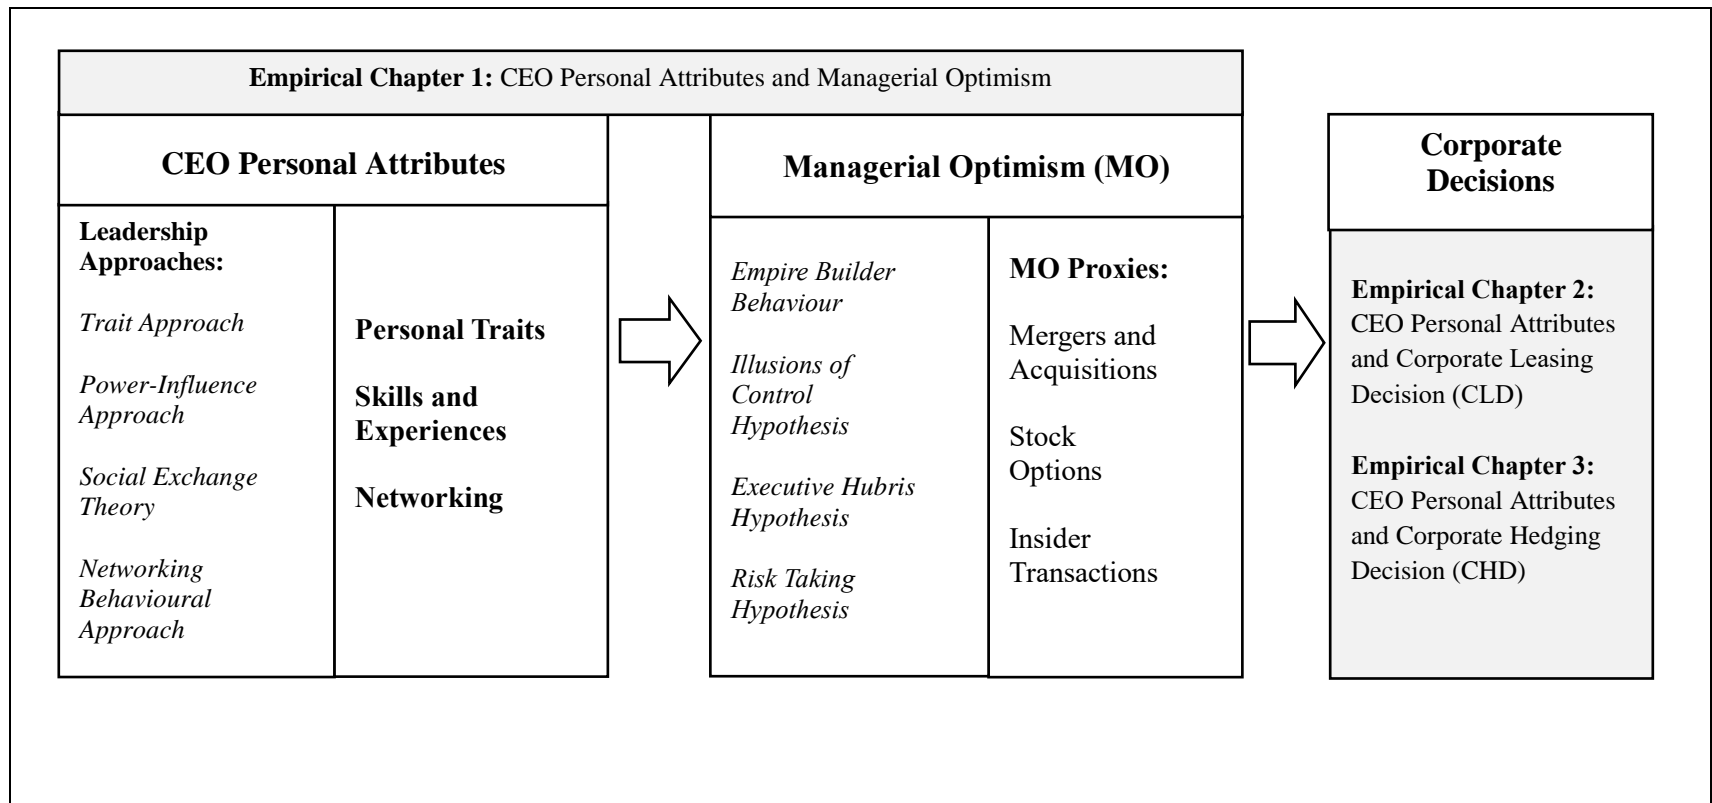 Empirical Chapter 1: CEO Personal Attributes and Managerial Optimism
CEO Personal Attributes
Leadership
Approaches:
Trait Approach
Power-Influence
Approach
Social Exchange
Theory
Networking
Behavioural
Approach
Personal Traits
Skills and
Experiences
Networking
Managerial Optimism (MO)
Empire Builder
Behaviour
Illusions of
Control
Hypothesis
Executive Hubris
Hypothesis
Risk Taking
Hypothesis
MO Proxies:
Mergers and
Acquisitions
Stock
Options
Insider
Transactions
Corporate
Decisions
Empirical Chapter 2:
CEO Personal Attributes
and Corporate Leasing
Decision (CLD)
Empirical Chapter 3:
CEO Personal Attributes
and Corporate Hedging
Decision (CHD)